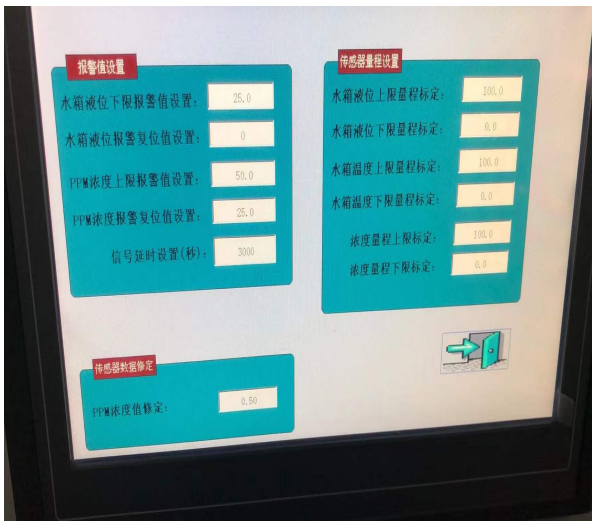 报警值设置
水箱液位下限报警值设置: 25.0
水箱液位报警复位值设置: 0
PPM浓度上限报警值设置: 50.0
PPM浓度报警复位值设置: 25.0
信号延时设置(秒): 3000
传感器量程设置
水箱液位上限量程标定: 100.0
水箱液位下限量程标定: 0.0
水箱温度上限量程标定: 100.0
水箱温度下限量程标定: 0.0
浓度量程上限标定: 100.0
浓度量程下限标定: 0.0
传感器数据修定
PPM浓度值修定: 0.50